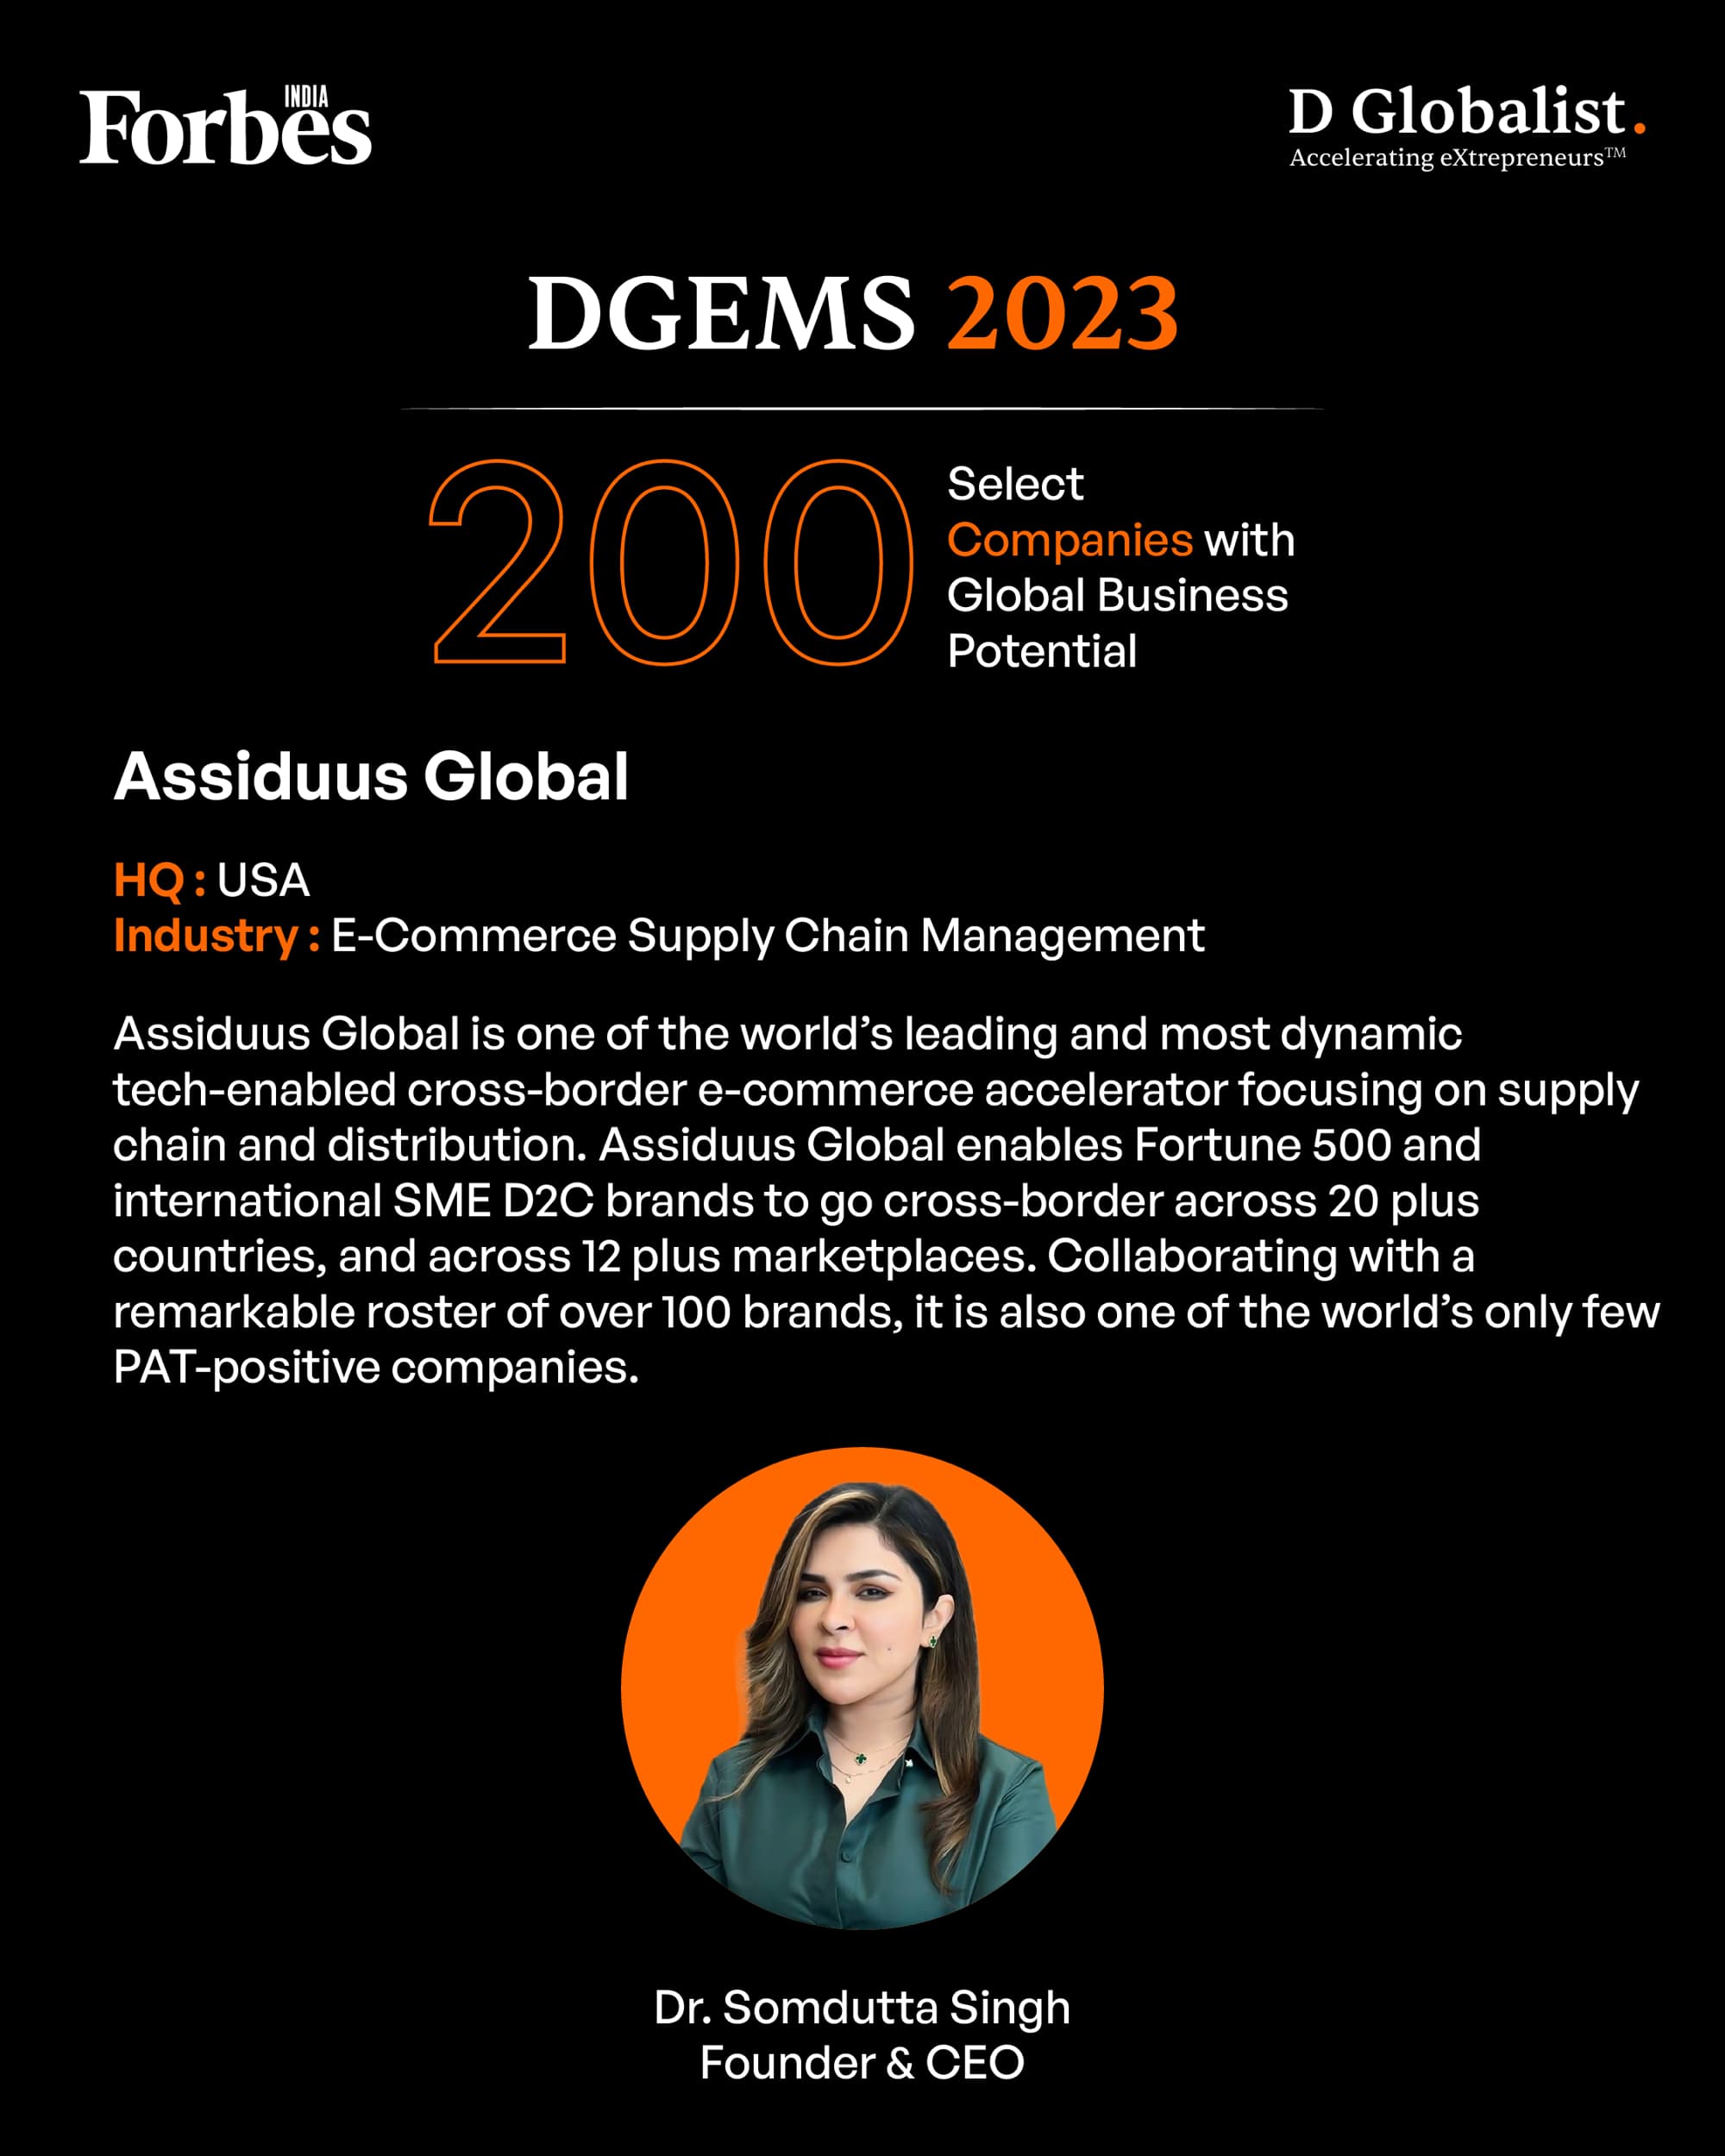 Forbes INDIA
D Globalist.
Accelerating eXtrepreneurs™
DGEMS 2023
200
Select
Companies with
Global Business
Potential
Assiduus Global
HQ : USA
Industry : E-Commerce Supply Chain Management
Assiduus Global is one of the world’s leading and most dynamic
tech-enabled cross-border e-commerce accelerator focusing on supply
chain and distribution. Assiduus Global enables Fortune 500 and
international SME D2C brands to go cross-border across 20 plus
countries, and across 12 plus marketplaces. Collaborating with a
remarkable roster of over 100 brands, it is also one of the world’s only few
PAT-positive companies.
Dr. Somdutta Singh
Founder & CEO